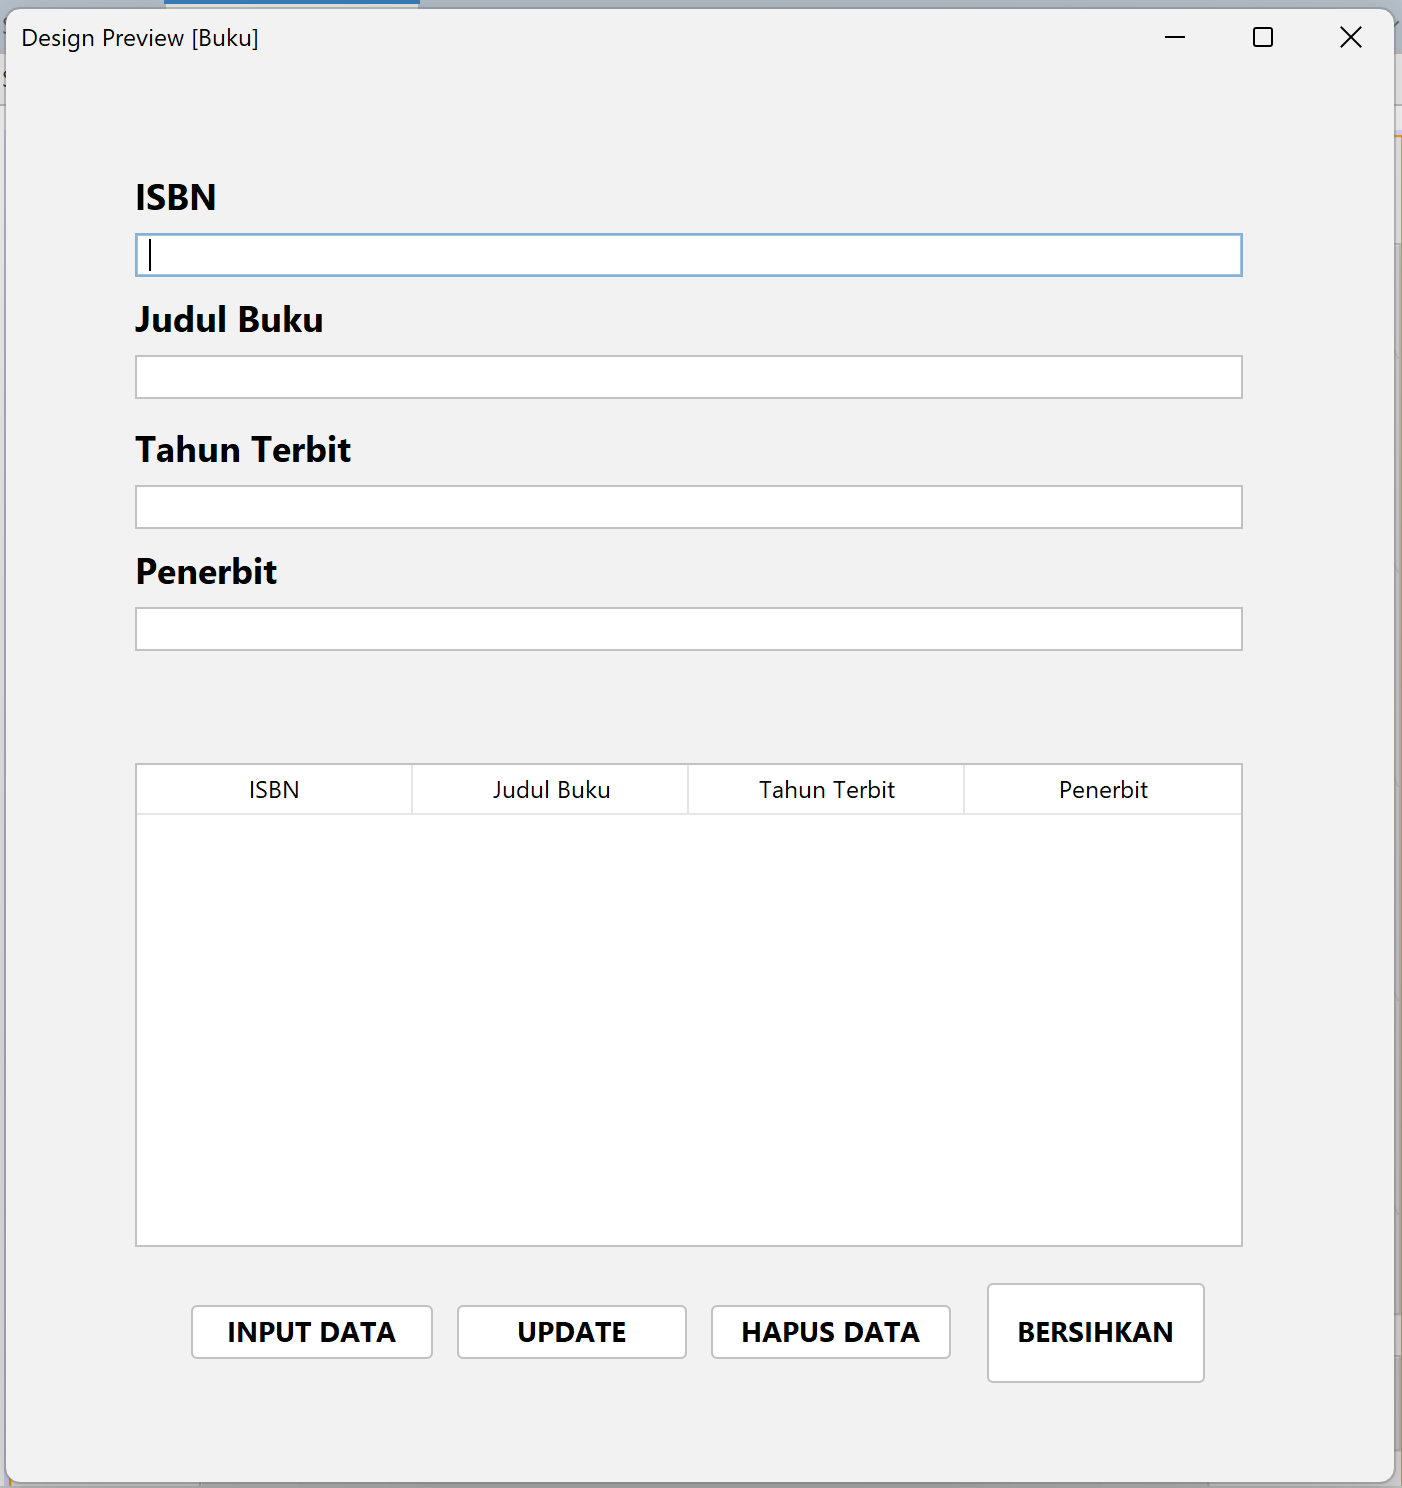 Design Preview [Buku]
ISBN
Judul Buku
Tahun Terbit
Penerbit
ISBN Judul Buku Tahun Terbit Penerbit
INPUT DATA UPDATE HAPUS DATA BERSIHKAN